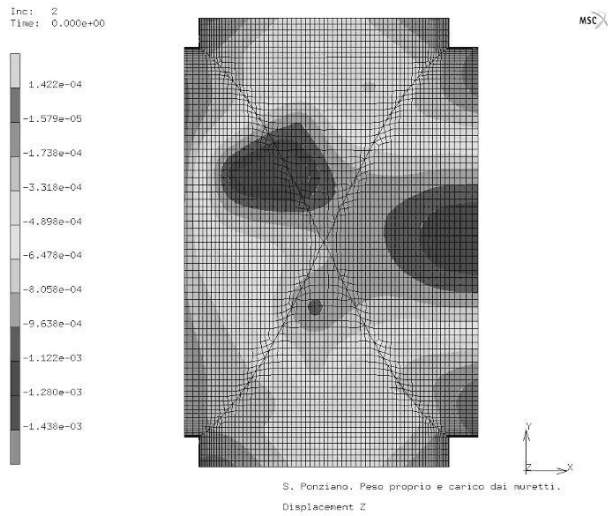 Inc: 2
Time: 0.000e+00
MSC
1.422e-04
-1.579e-05
-1.738e-04
-3.318e-04
-4.898e-04
-6.478e-04
-8.058e-04
-9.638e-04
-1.122e-03
-1.280e-03
-1.438e-03
Y
Z
X
S. Ponziano. Peso proprio e carico dai muretti.
Displacement Z